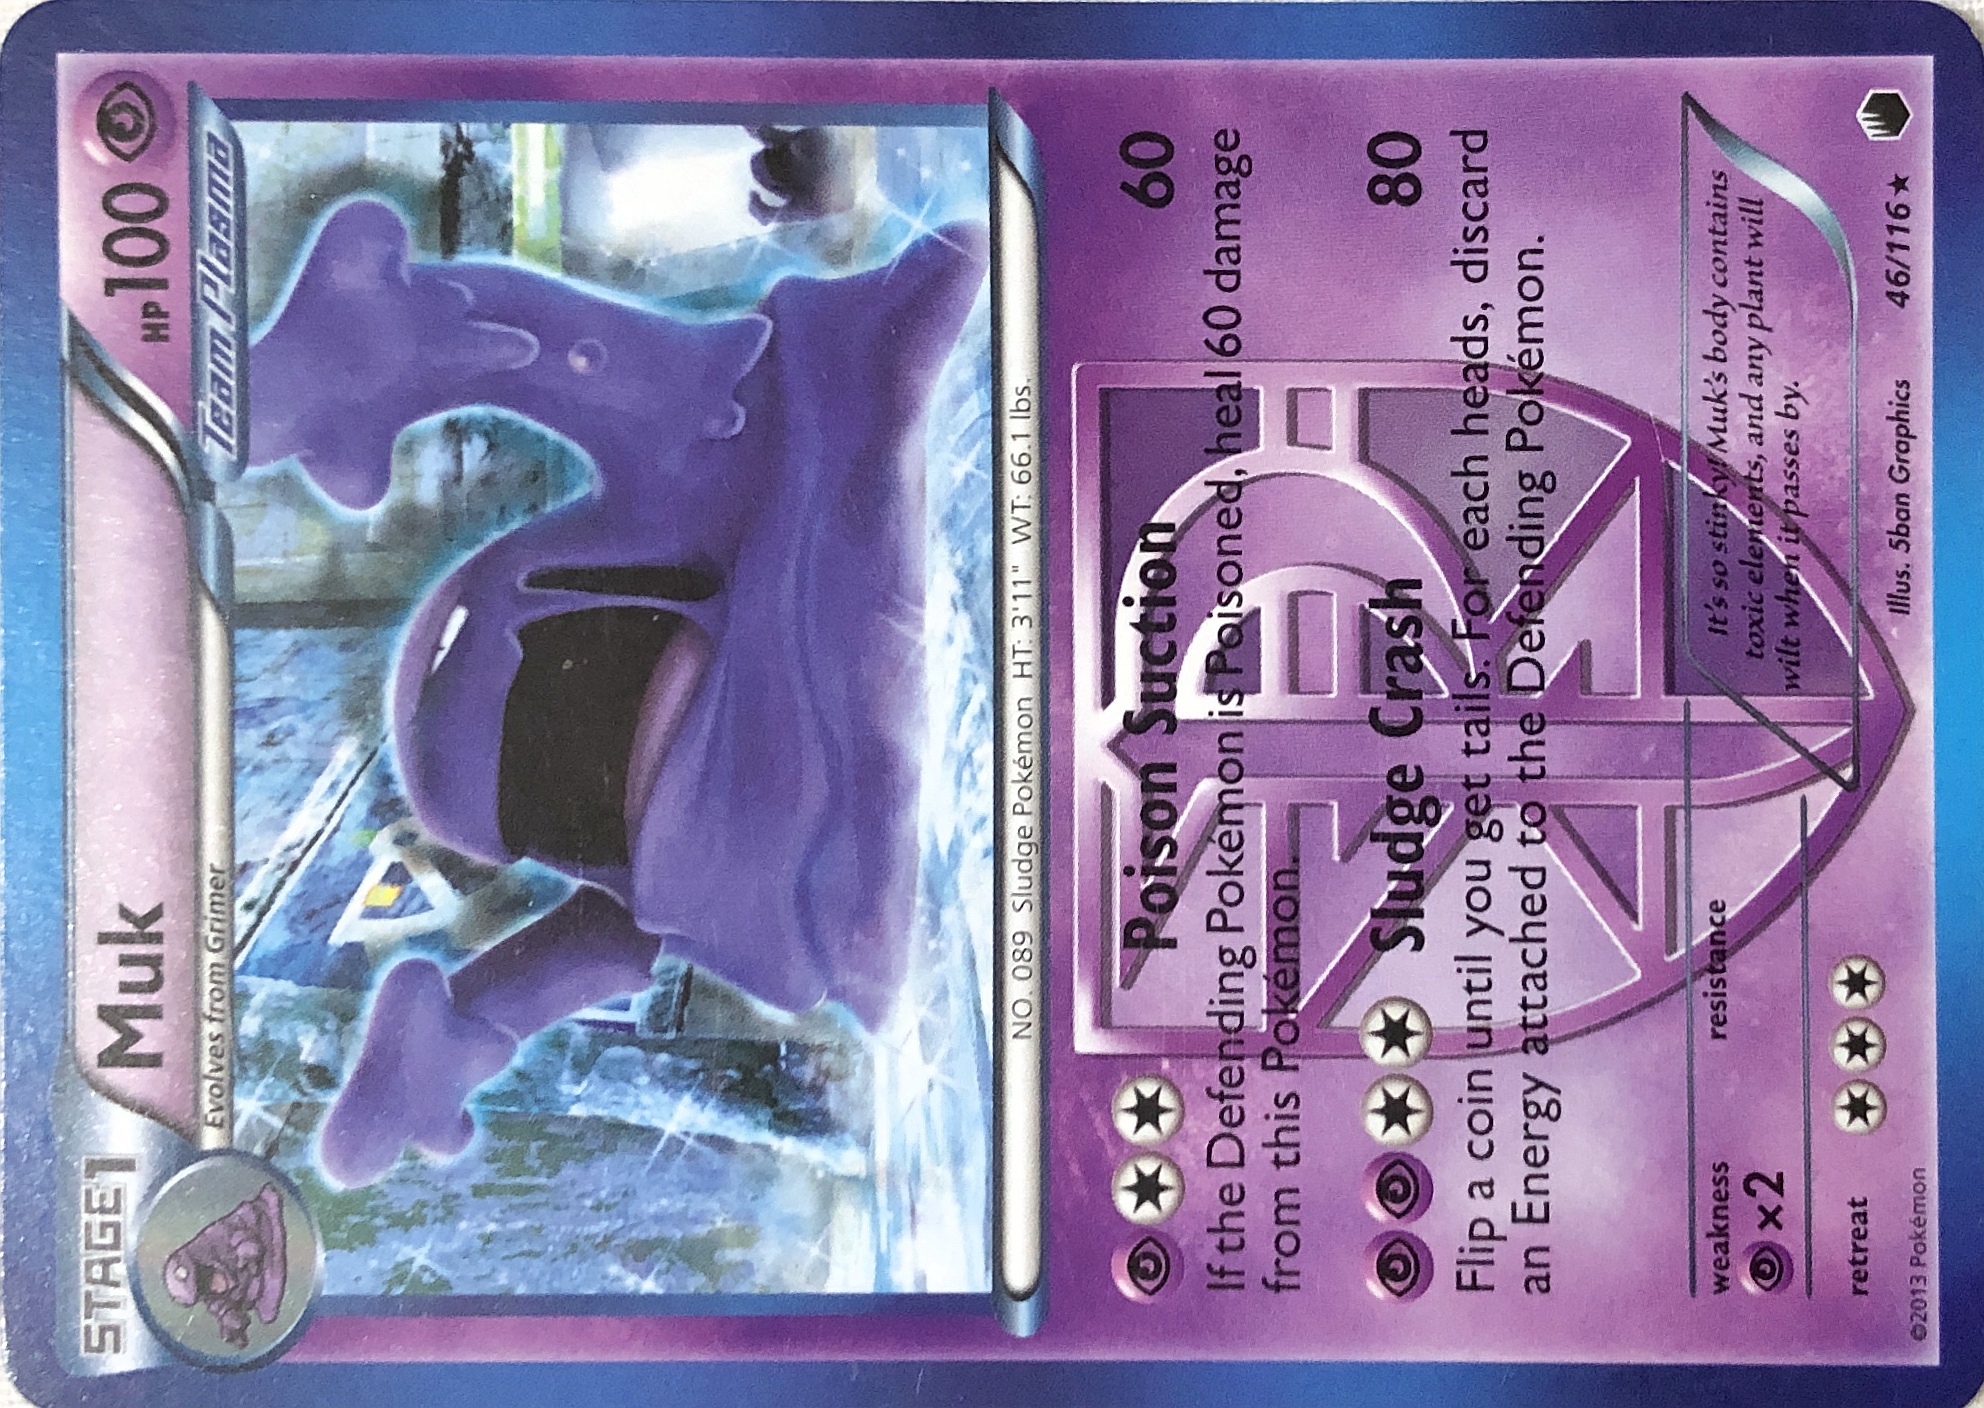 STAGE1
Muk
HP100
Evolves from Grimer
Team Plasma
NO. 089 Sludge Pokémon HT: 3'11" WT: 66.1 lbs.
Poison Suction 60
If the Defending Pokémon is Poisoned, heal 60 damage
from this Pokémon.
Sludge Crash 80
Flip a coin until you get tails. For each heads, discard
an Energy attached to the Defending Pokémon.
weakness resistance
×2
retreat
It's so stinky! Muk's body contains
toxic elements, and any plant will
wilt when it passes by.
Illus. 5ban Graphics 46/116 ★
©2013 Pokémon